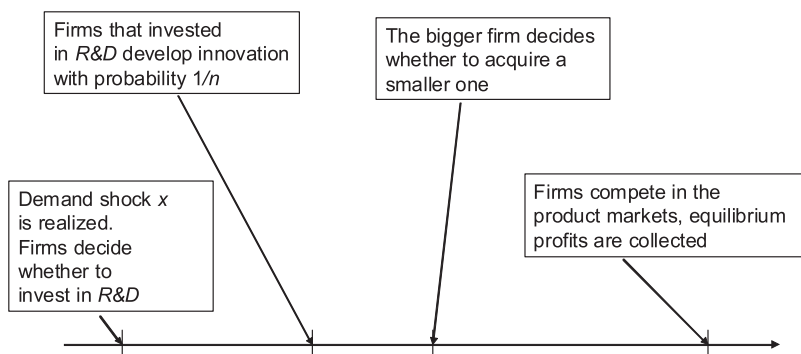 Firms that invested
in R&D develop innovation
with probability 1/n
The bigger firm decides
whether to acquire a
smaller one
Demand shock x
is realized.
Firms decide
whether to
invest in R&D
Firms compete in the
product markets, equilibrium
profits are collected